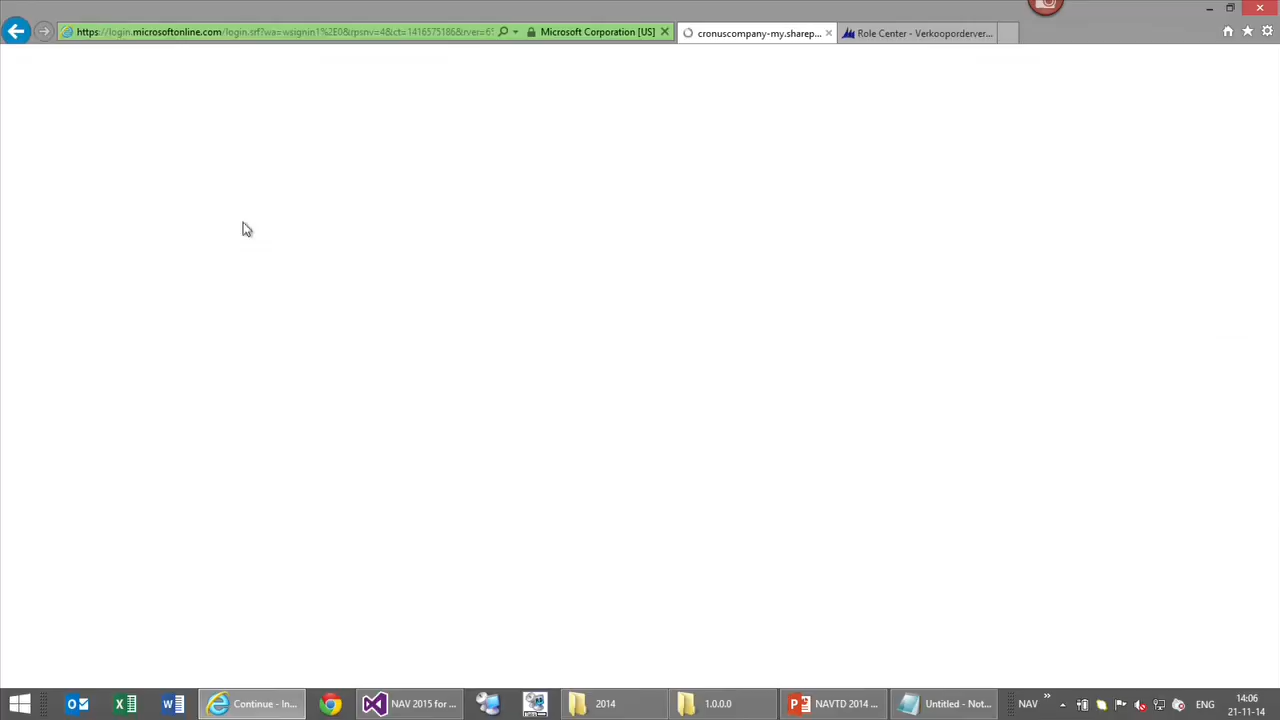 https://login.microsoftonline.com/login.srf?wa=wsignin1%2E0&rpsnv=4&ct=1416575186&rver=6
Microsoft Corporation [US]
cronuscompany-my.sharep...
Role Center - Verkooporderver...
Continue - In...
NAV 2015 for ...
2014
1.0.0.0
NAVTD 2014 ...
Untitled - Not...
NAV
ENG
14:06
21-11-14